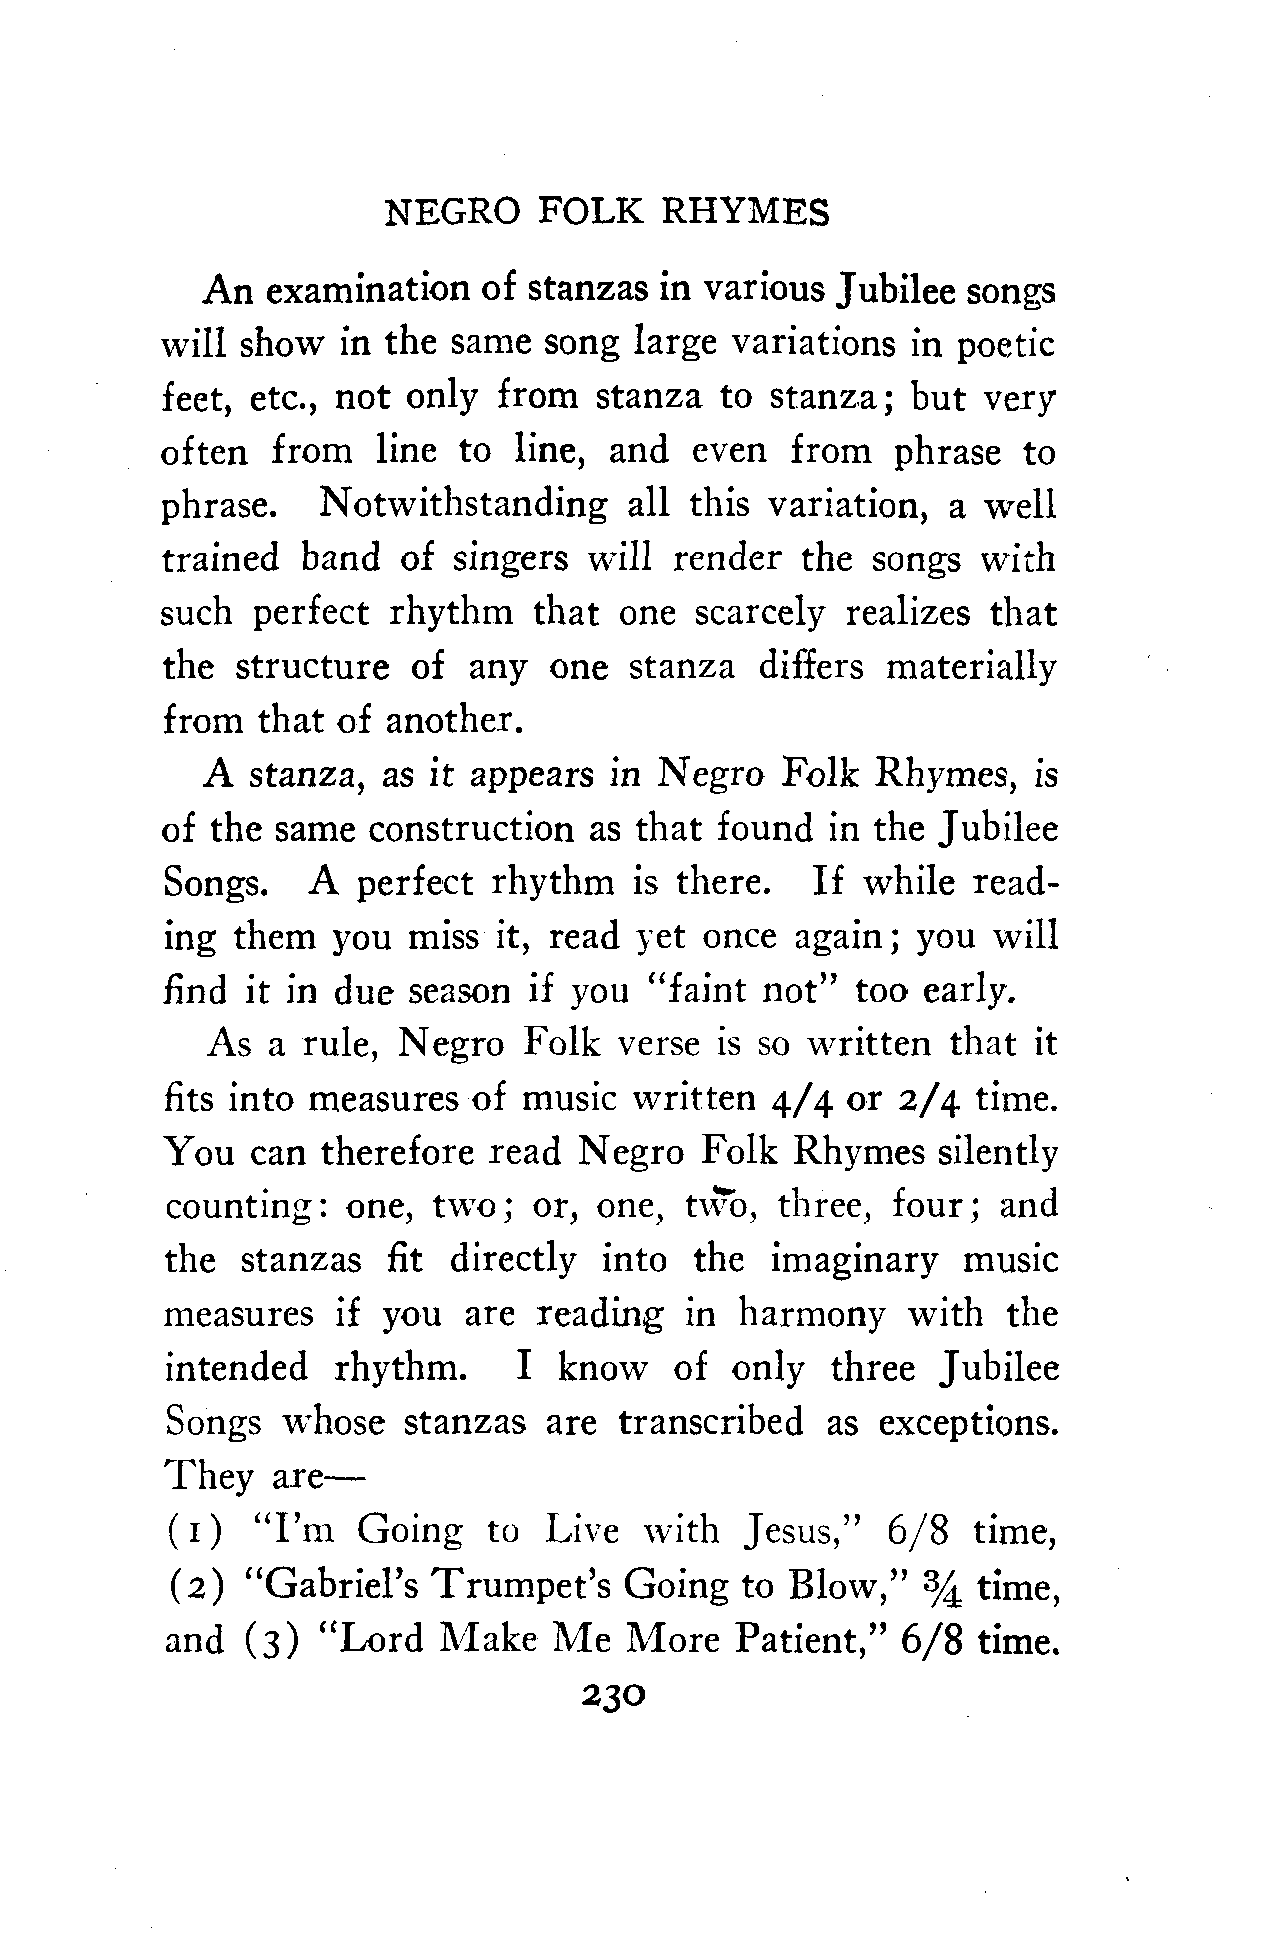 NEGRO FOLK RHYMES
An examination of stanzas in various Jubilee songs
will show in the same song large variations in poetic
feet, etc., not only from stanza to stanza; but very
often from line to line, and even from phrase to
phrase. Notwithstanding all this variation, a well
trained band of singers will render the songs with
such perfect rhythm that one scarcely realizes that
the structure of any one stanza differs materially
from that of another.
A stanza, as it appears in Negro Folk Rhymes, is
of the same construction as that found in the Jubilee
Songs. A perfect rhythm is there. If while read-
ing them you miss it, read yet once again; you will
find it in due season if you "faint not" too early.
As a rule, Negro Folk verse is so written that it
fits into measures of music written 4/4 or 2/4 time.
You can therefore read Negro Folk Rhymes silently
counting: one, two; or, one, two, three, four; and
the stanzas fit directly into the imaginary music
measures if you are reading in harmony with the
intended rhythm. I know of only three Jubilee
Songs whose stanzas are transcribed as exceptions.
They are—
(1) "I'm Going to Live with Jesus," 6/8 time,
(2) "Gabriel's Trumpet's Going to Blow," ¾ time,
and (3) "Lord Make Me More Patient," 6/8 time.
230